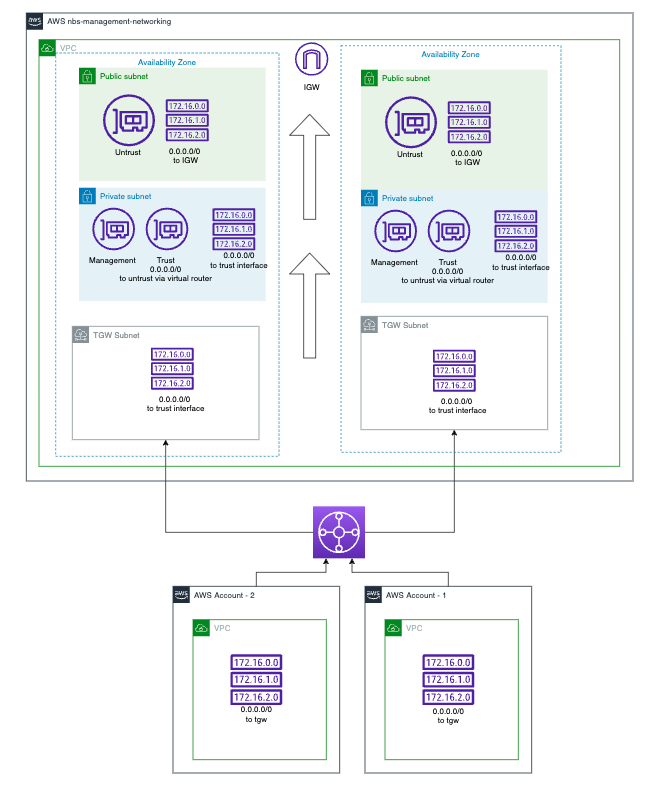 aws AWS nbs-management-networking
VPC
Availability Zone
Public subnet
172.16.0.0
172.16.1.0
172.16.2.0
Untrust
0.0.0.0/0
to IGW
Private subnet
172.16.0.0
172.16.1.0
172.16.2.0
Management
Trust
0.0.0.0/0
to untrust via virtual router
0.0.0.0/0
to trust interface
TGW Subnet
172.16.0.0
172.16.1.0
172.16.2.0
0.0.0.0/0
to trust interface
IGW
Availability Zone
Public subnet
172.16.0.0
172.16.1.0
172.16.2.0
Untrust
0.0.0.0/0
to IGW
Private subnet
172.16.0.0
172.16.1.0
172.16.2.0
Management
Trust
0.0.0.0/0
to untrust via virtual router
0.0.0.0/0
to trust interface
TGW Subnet
172.16.0.0
172.16.1.0
172.16.2.0
0.0.0.0/0
to trust interface
aws AWS Account - 2
VPC
172.16.0.0
172.16.1.0
172.16.2.0
0.0.0.0/0
to tgw
aws AWS Account - 1
VPC
172.16.0.0
172.16.1.0
172.16.2.0
0.0.0.0/0
to tgw